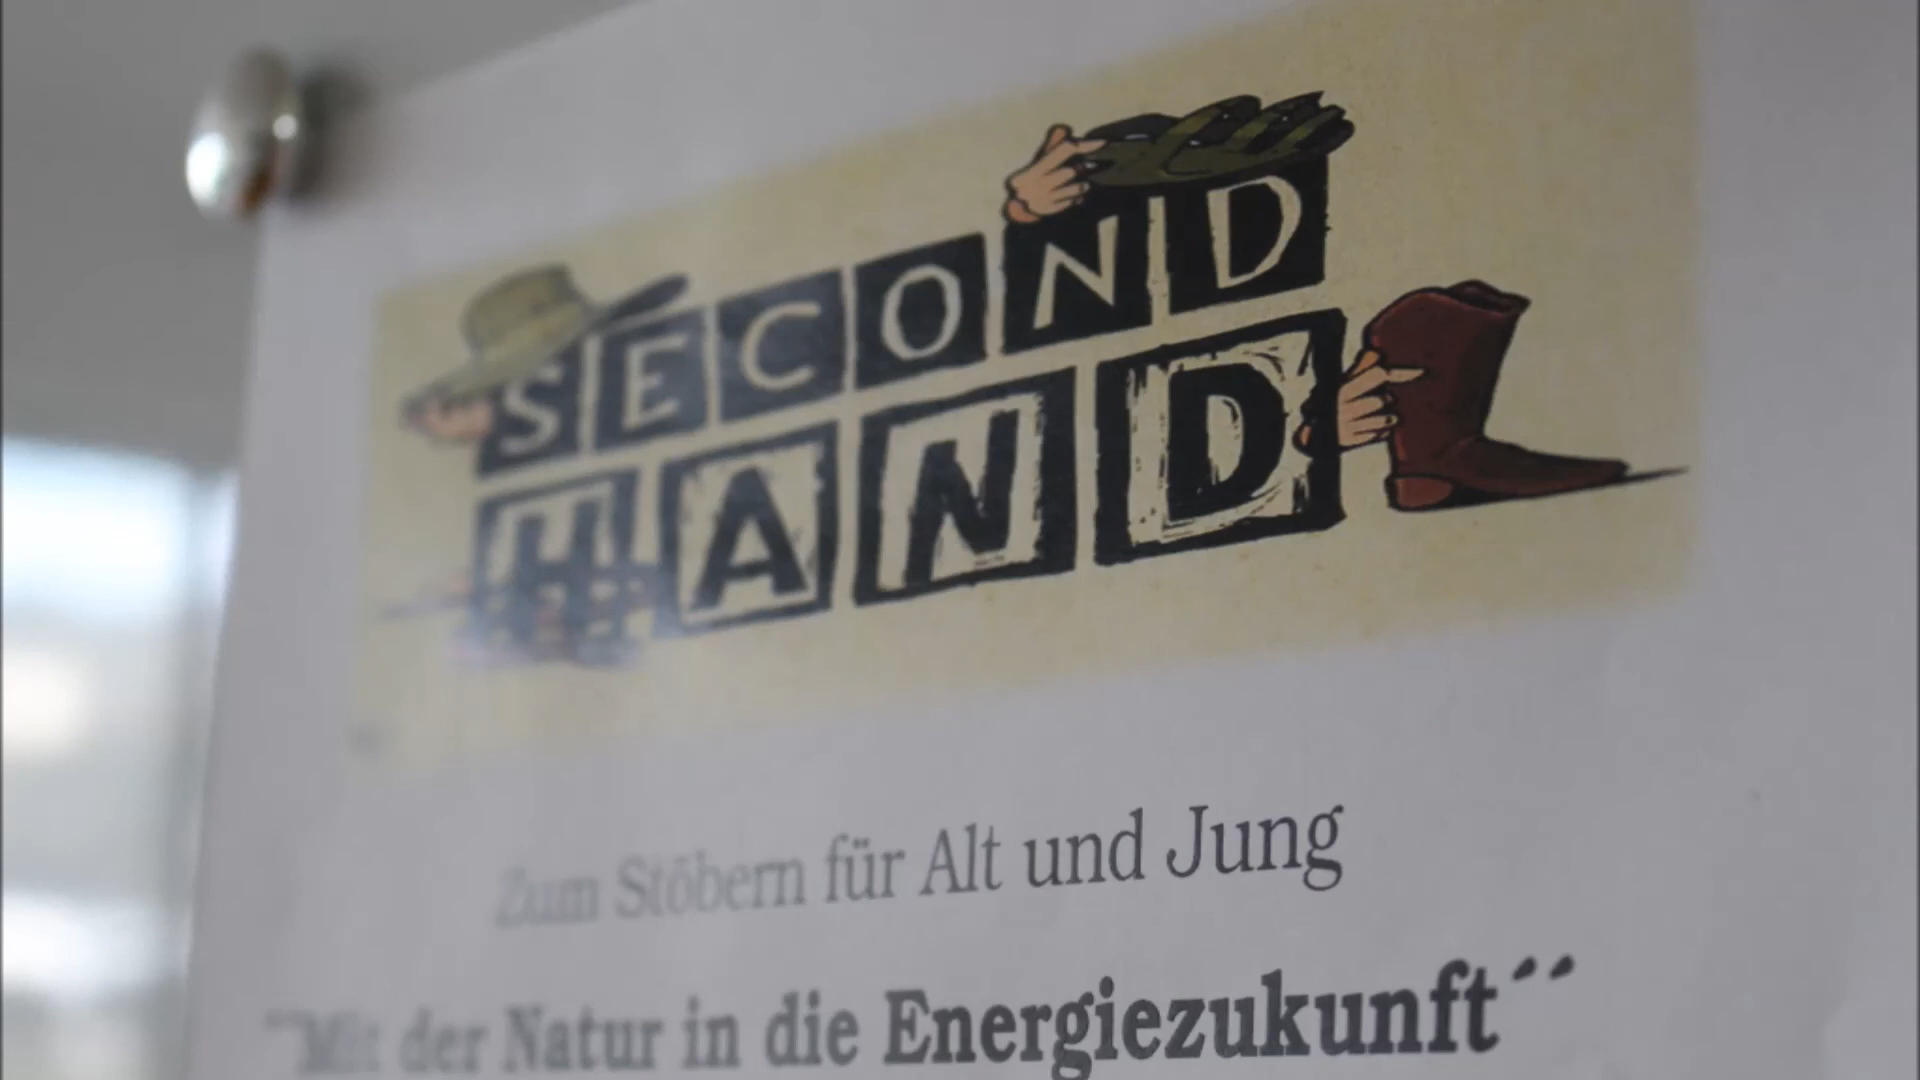 SECOND
HAND
Zum Stöbern für Alt und Jung
´´Mit der Natur in die Energiezukunft´´